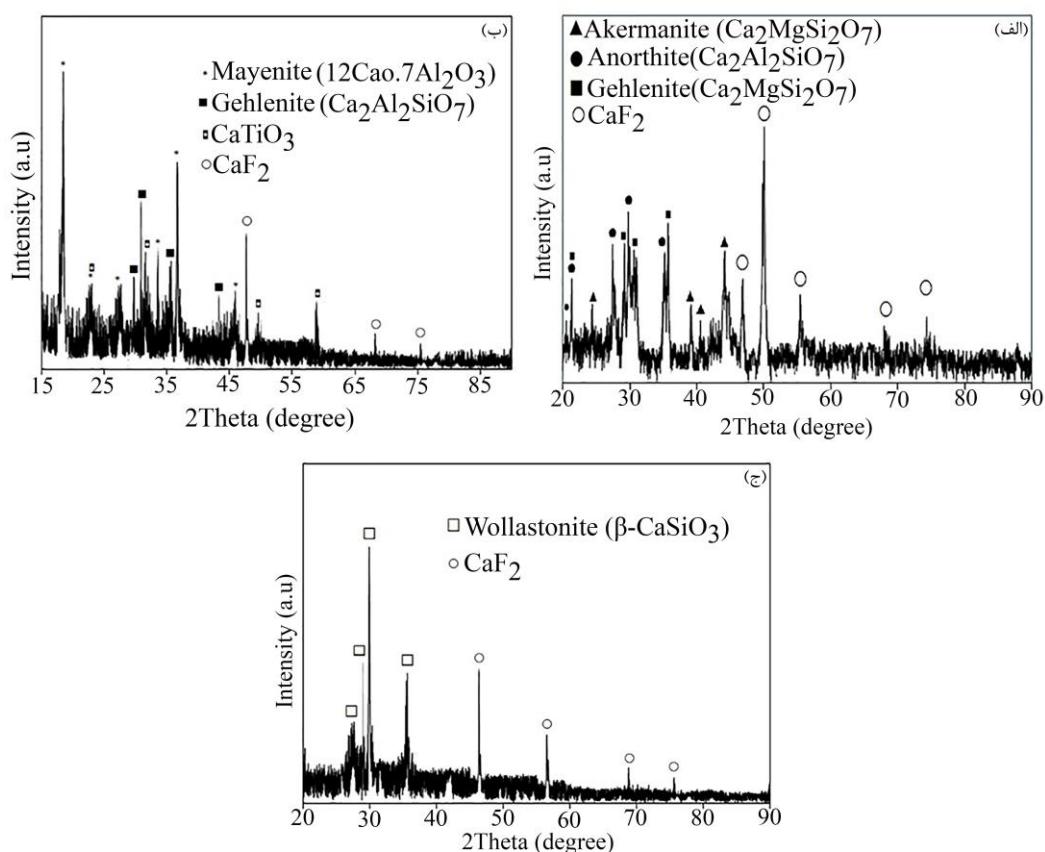 (ب)
• Mayenite (12Cao.7Al2O3)
■ Gehlenite (Ca2Al2SiO7)
CaTiO3
○ CaF2
Intensity (a.u)
15 25 35 45 55 65 75 85
2Theta (degree)
(الف)
▲ Akermanite (Ca2MgSi2O7)
● Anorthite(Ca2Al2SiO7)
■ Gehlenite(Ca2MgSi2O7)
○ CaF2
Intensity (a.u)
20 30 40 50 60 70 80 90
2Theta (degree)
(ج)
□ Wollastonite (β-CaSiO3)
○ CaF2
Intensity (a.u)
20 30 40 50 60 70 80 90
2Theta (degree)